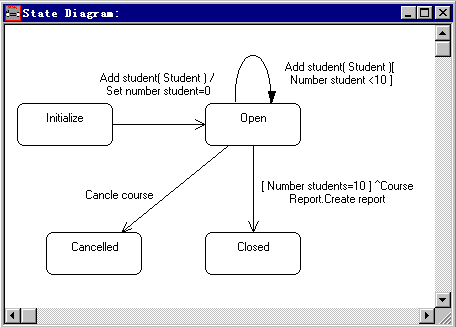 State Diagram:
Add student( Student ) /
Set number student=0
Add student( Student )[
Number student <10 ]
Initialize
Open
Cancle course
[ Number students=10 ] ^Course
Report.Create report
Cancelled
Closed